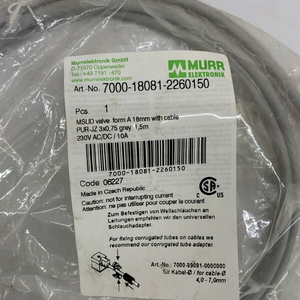 Murrelektronik GmbH
D-71570 Oppenweiler
Tel. +49 7191 - 470
http://www.murrelektronik.com
MURR
ELEKTRONIK
Art.-No. 7000-18081-2260150
Pcs. 1
MSUD valve form A 18mm with cable
PUR-JZ 3x0,75 grey 1,5m
230V AC/DC / 10A
7000-18081-2260150
Code 06227
Made in Czech Republic
Caution: not for interrupting current
Attention: ne pas couper du courant
Zum Befestigen von Wellschläuchen an
Leitungen empfehlen wir den universellen
Schlauchadapter.
For fixing corrugated tubes on cables we
recommend our corrugated tube adapter.
Art.-No.: 7000-99081-0000000
für Kabel-Ø / for cable-Ø
4,0 - 7,0mm